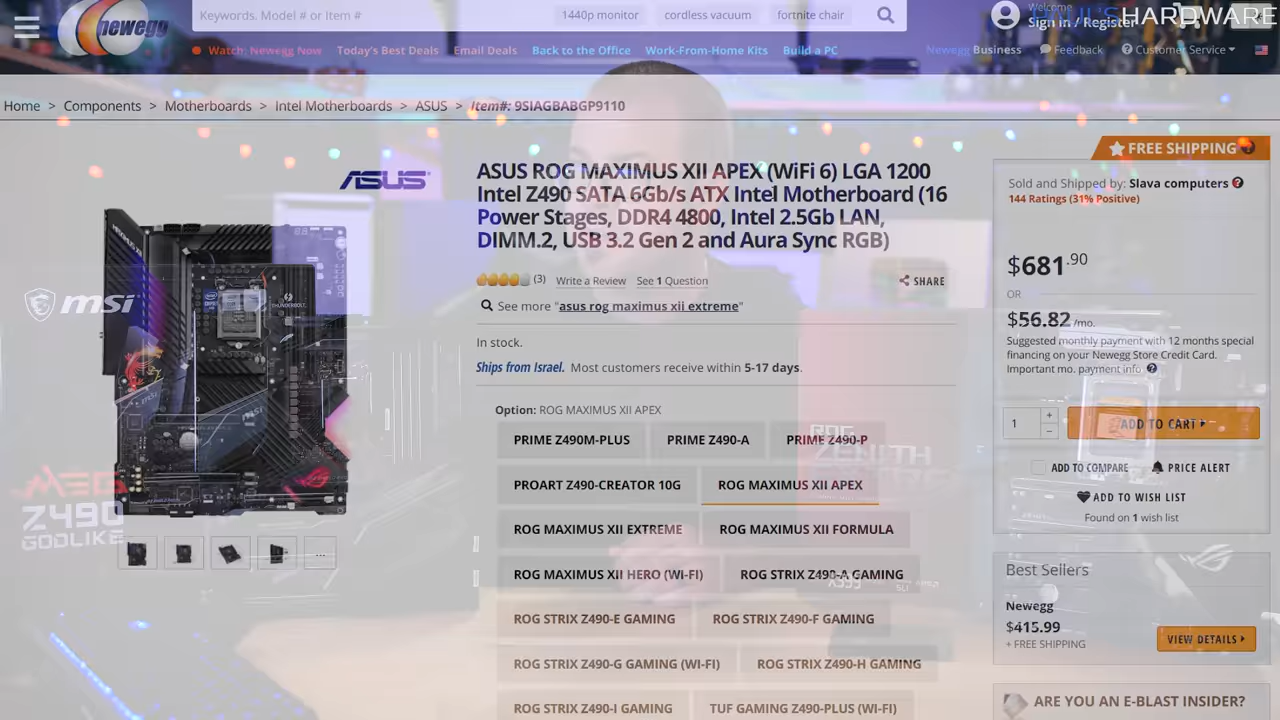 newegg
Keywords. Model # or Item #
1440p monitor
cordless vacuum
fortnite chair
Welcome
Sign in / Register
HARDWARE
Watch: Newegg Now
Today's Best Deals
Email Deals
Back to the Office
Work-From-Home Kits
Build a PC
Newegg Business
Feedback
Customer Service
Home > Components > Motherboards > Intel Motherboards > ASUS > Item#: 9SIAGBABGP9110
ASUS
ASUS ROG MAXIMUS XII APEX (WiFi 6) LGA 1200
Intel Z490 SATA 6Gb/s ATX Intel Motherboard (16
Power Stages, DDR4 4800, Intel 2.5Gb LAN,
DIMM.2, USB 3.2 Gen 2 and Aura Sync RGB)
(3) Write a Review See 1 Question
SHARE
See more "asus rog maximus xii extreme"
In stock.
Ships from Israel. Most customers receive within 5-17 days.
Option: ROG MAXIMUS XII APEX
PRIME Z490M-PLUS
PRIME Z490-A
PRIME Z490-P
PROART Z490-CREATOR 10G
ROG MAXIMUS XII APEX
ROG MAXIMUS XII EXTREME
ROG MAXIMUS XII FORMULA
ROG MAXIMUS XII HERO (WI-FI)
ROG STRIX Z490-A GAMING
ROG STRIX Z490-E GAMING
ROG STRIX Z490-F GAMING
ROG STRIX Z490-G GAMING (WI-FI)
ROG STRIX Z490-H GAMING
ROG STRIX Z490-I GAMING
TUF GAMING Z490-PLUS (WI-FI)
msi
MEG
Z490
GODLIKE
ROG
ZENITH
FREE SHIPPING
Sold and Shipped by: Slava computers
144 Ratings (31% Positive)
$681.90
OR
$56.82 /mo.
Suggested monthly payment with 12 months special
financing on your Newegg Store Credit Card.
Important mo. payment info.
1
ADD TO CART
ADD TO COMPARE
PRICE ALERT
ADD TO WISH LIST
Found on 1 wish list
Best Sellers
Newegg
$415.99
+ FREE SHIPPING
VIEW DETAILS
ARE YOU AN E-BLAST INSIDER?